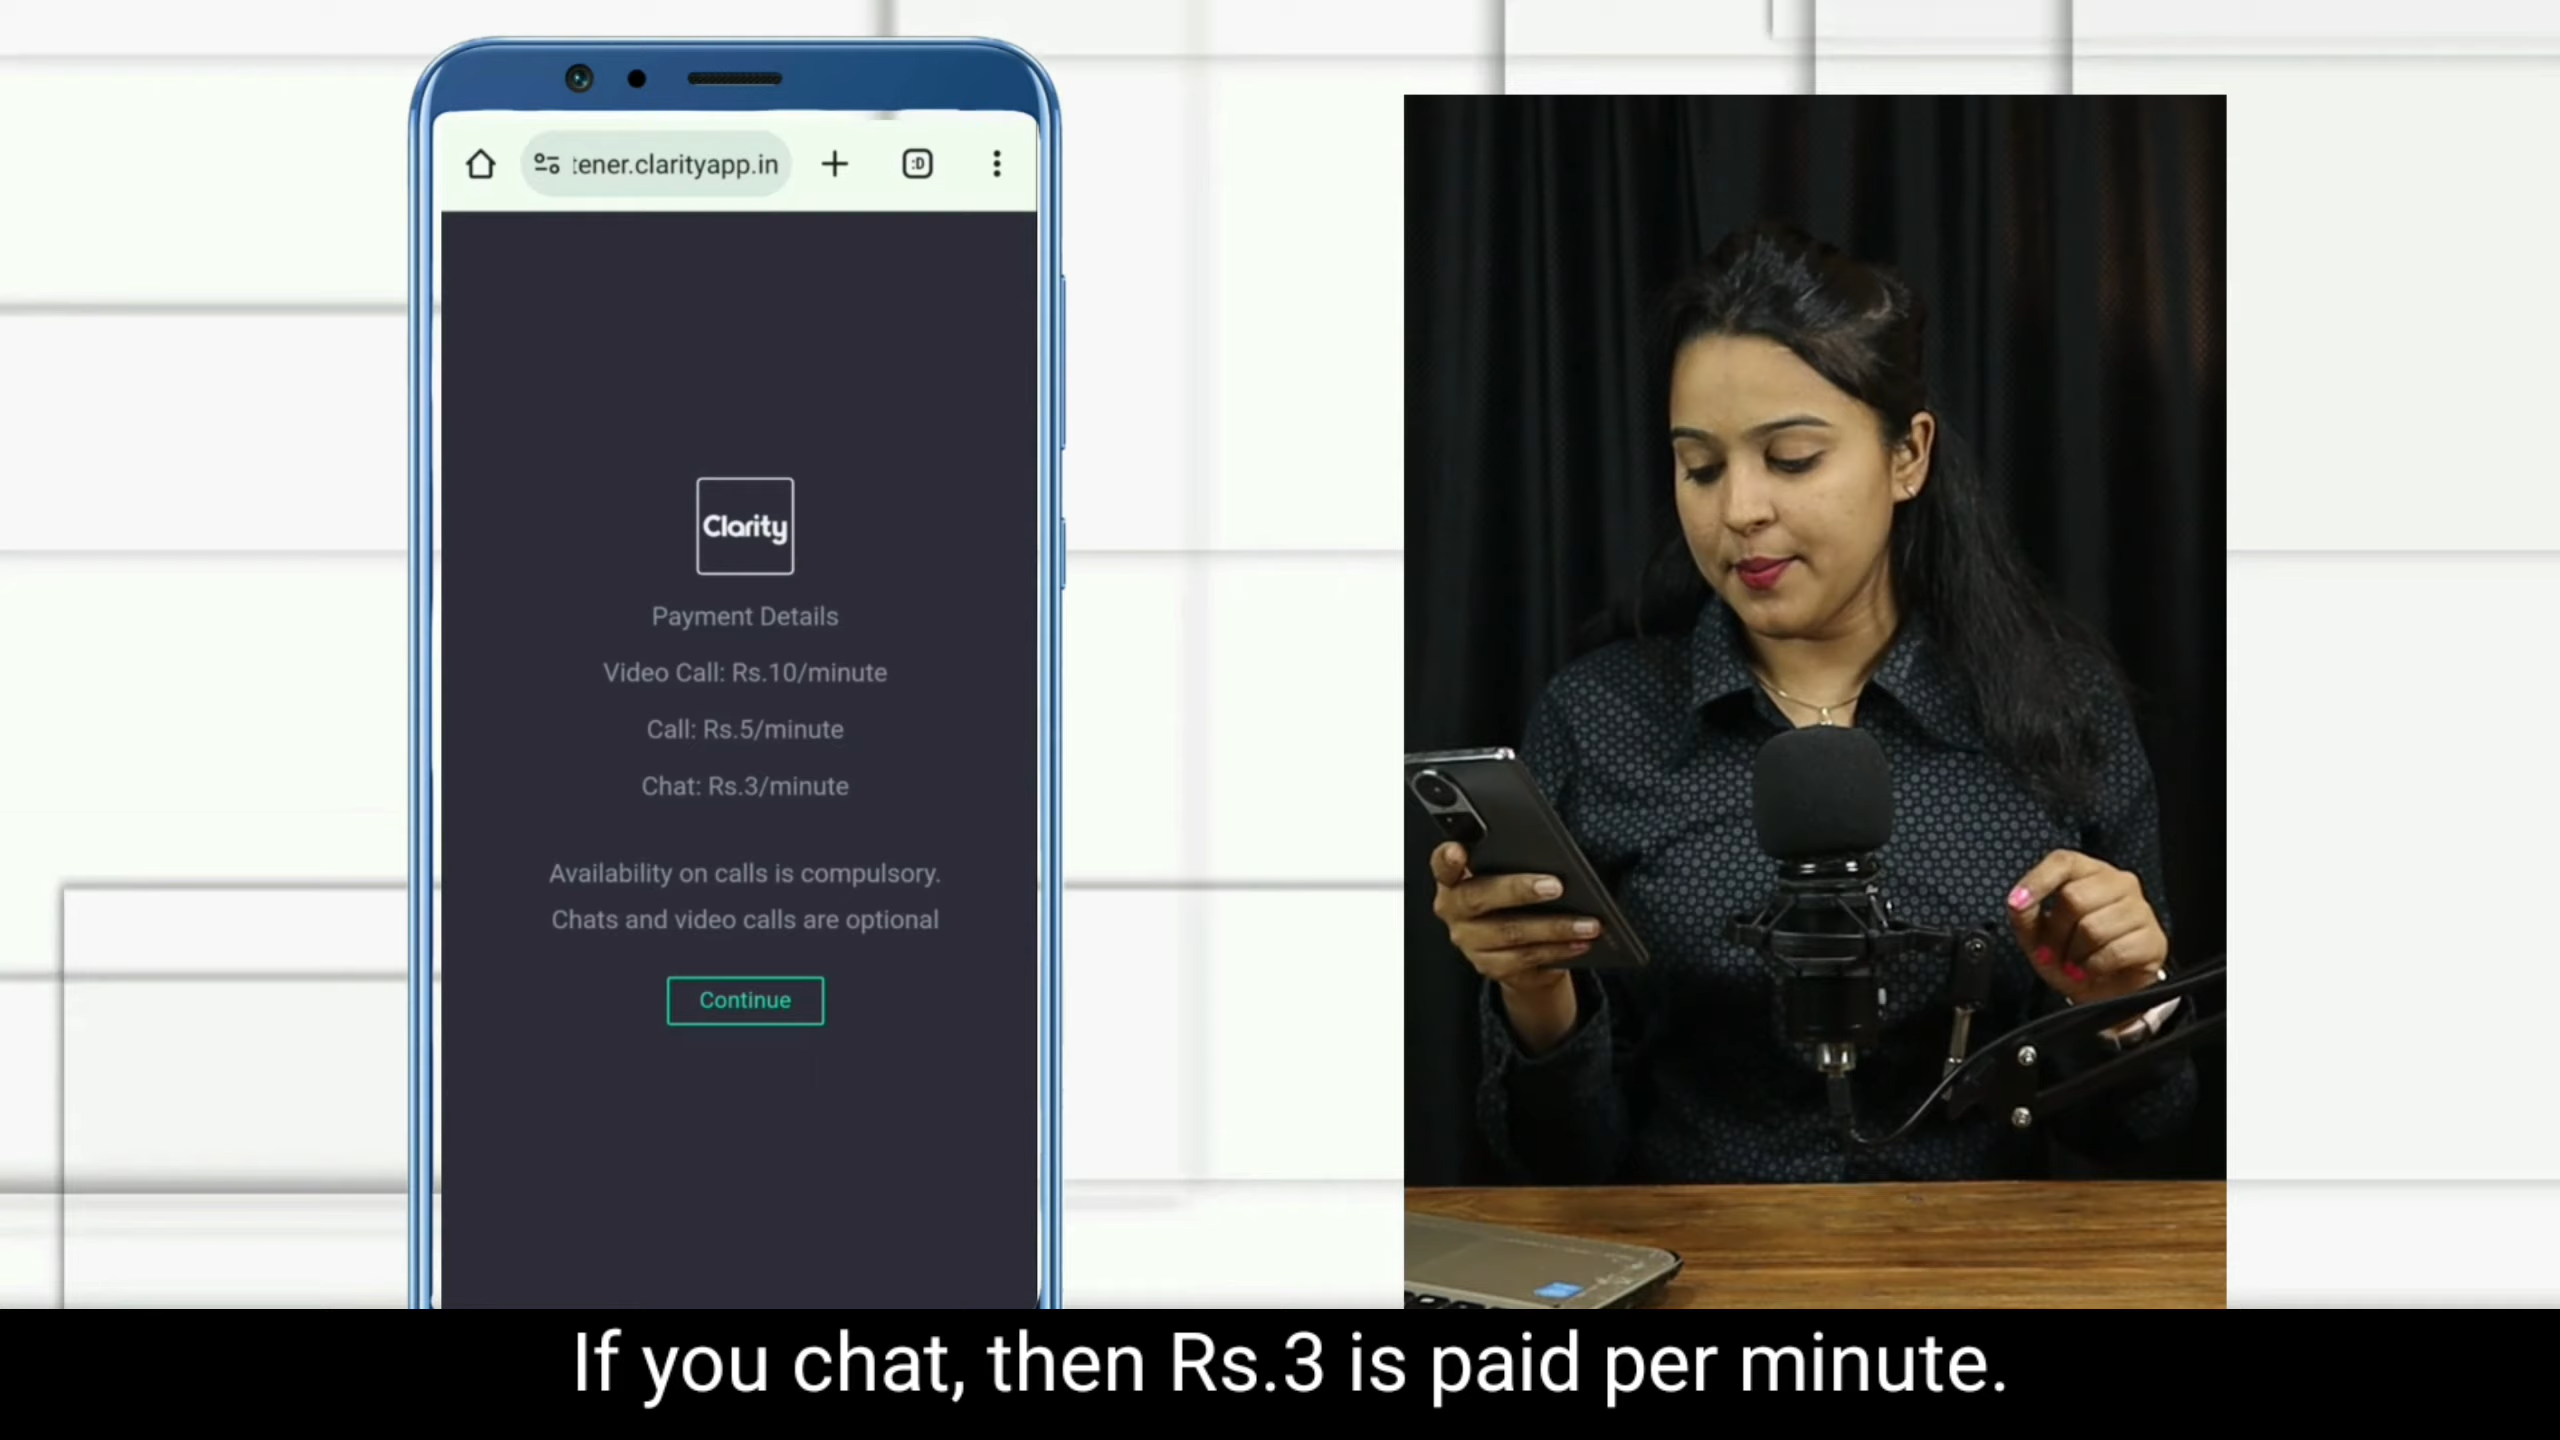 :D
tener.clarityapp.in
Clarity
Payment Details
Video Call: Rs.10/minute
Call: Rs.5/minute
Chat: Rs.3/minute
Availability on calls is compulsory.
Chats and video calls are optional
Continue
If you chat, then Rs.3 is paid per minute.